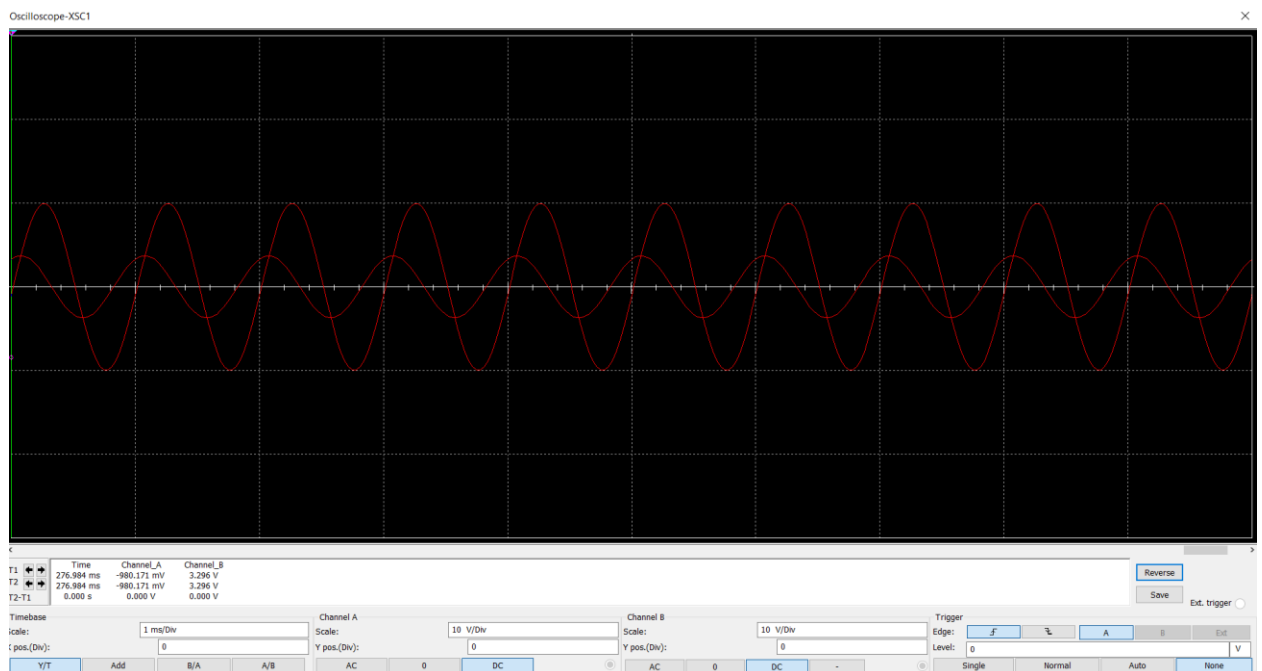 Oscilloscope-XSC1
Time Channel_A Channel_B
T1 276.984 ms -980.171 mV 3.296 V
T2 276.984 ms -980.171 mV 3.296 V
T2-T1 0.000 s 0.000 V 0.000 V
Reverse
Save
Ext. trigger
Timebase
Scale: 1 ms/Div
X pos.(Div): 0
Y/T Add B/A A/B
Channel A
Scale: 10 V/Div
Y pos.(Div): 0
AC 0 DC
Channel B
Scale: 10 V/Div
Y pos.(Div): 0
AC 0 DC -
Trigger
Edge: A B Ext
Level: 0 V
Single Normal Auto None